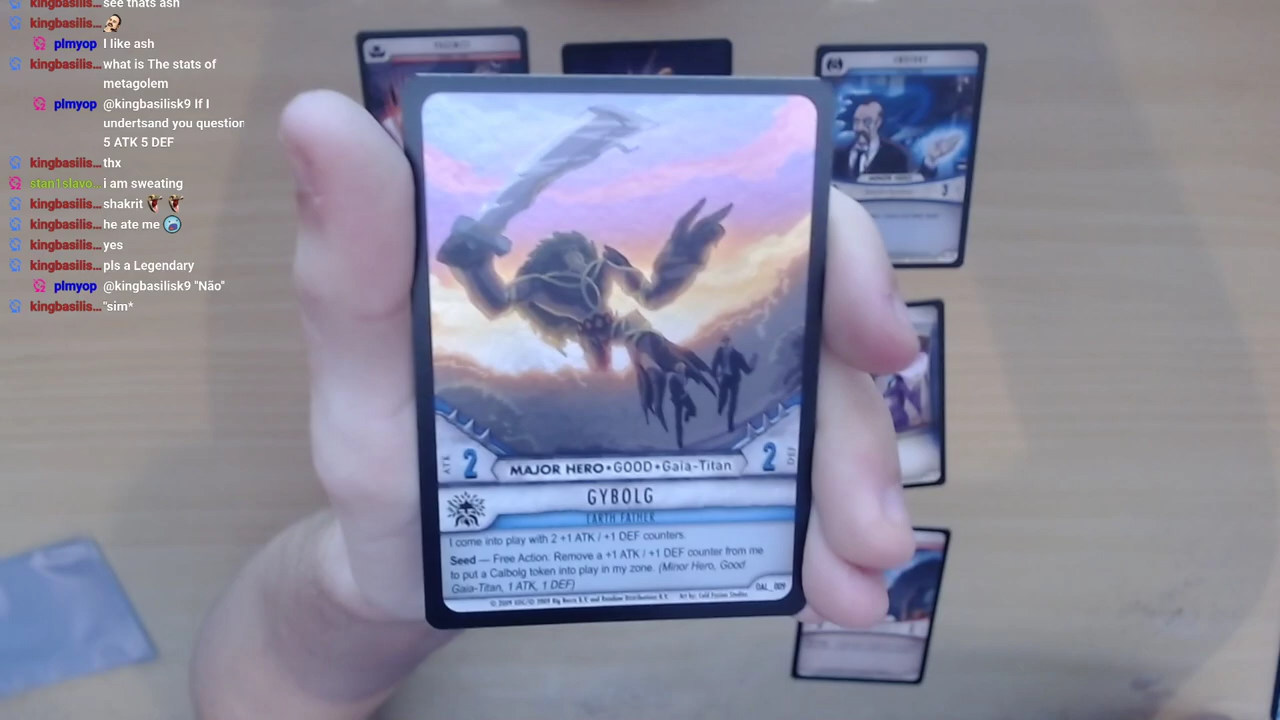 kingbasilis... see thats ash
kingbasilis...
plmyop I like ash
kingbasilis... what is The stats of
metagolem
plmyop @kingbasilisk9 If I
undertsand you question
5 ATK 5 DEF
kingbasilis... thx
stan1slavo... i am sweating
kingbasilis... shakrit
kingbasilis... he ate me
kingbasilis... yes
kingbasilis... pls a Legendary
plmyop @kingbasilisk9 "Não"
kingbasilis... "sim*
ATK 2 MAJOR HERO•GOOD•Gaia-Titan 2 DEF
GYBOLG
EARTH FATHER
I come into play with 2 +1 ATK / +1 DEF counters.
Seed — Free Action: Remove a +1 ATK / +1 DEF counter from me
to put a Calbolg token into play in my zone. (Minor Hero, Good
Gaia-Titan, 1 ATK, 1 DEF)
MINOR HERO
3